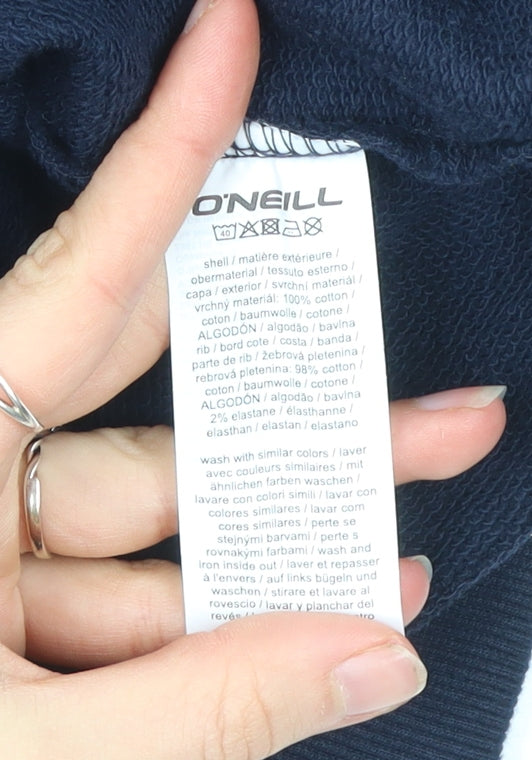 O'NEILL
40
shell / matière extérieure /
obermaterial / tessuto esterno /
capa / exterior / svrchní materiál /
vrchný materiál: 100% cotton /
coton / baumwolle / cotone /
ALGODÓN / algodão / bavlna
rib / bord cote / costa / banda /
parte de rib / žebrová pletenina /
rebrová pletenina: 98% cotton /
coton / baumwolle / cotone /
ALGODÓN / algodão / bavlna
2% elastane / élasthanne /
elasthan / elastan / elastano
wash with similar colors / laver
avec couleurs similaires / mit
ähnlichen farben waschen /
lavare con colori simili / lavar con
colores similares / lavar com
cores similares / perte se
stejnými barvami / perte s
rovnakými farbami / wash and
iron inside out / laver et repasser
à l'envers / auf links bügeln und
waschen / stirare et lavare al
rovescio / lavar y planchar del
revés /